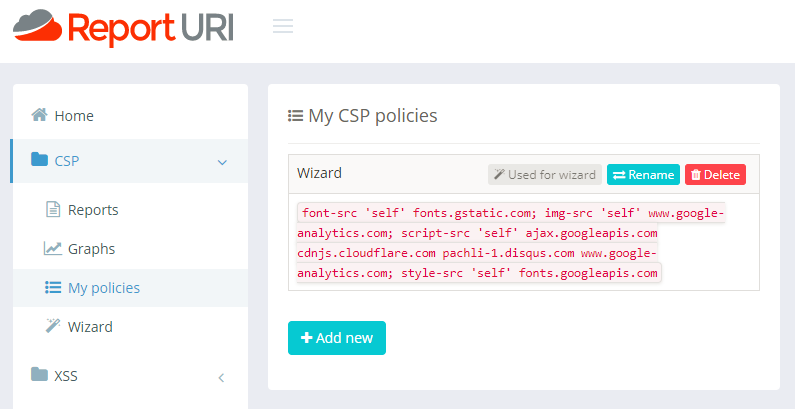 Report URI
Home
CSP
Reports
Graphs
My policies
Wizard
XSS
My CSP policies
Wizard
Used for wizard
Rename
Delete
font-src 'self' fonts.gstatic.com; img-src 'self' www.google-
analytics.com; script-src 'self' ajax.googleapis.com
cdnjs.cloudflare.com pachli-1.disqus.com www.google-
analytics.com; style-src 'self' fonts.googleapis.com
Add new